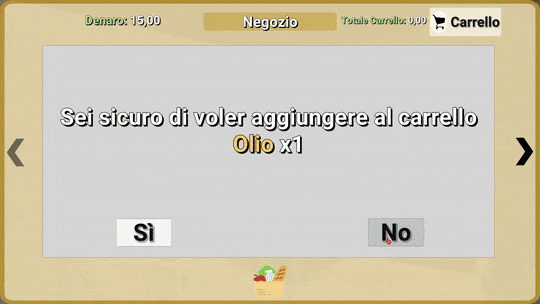 Denaro: 15,00
Negozio
Totale Carrello: 0,00
Carrello
Sei sicuro di voler aggiungere al carrello
Olio x1
Sì
No